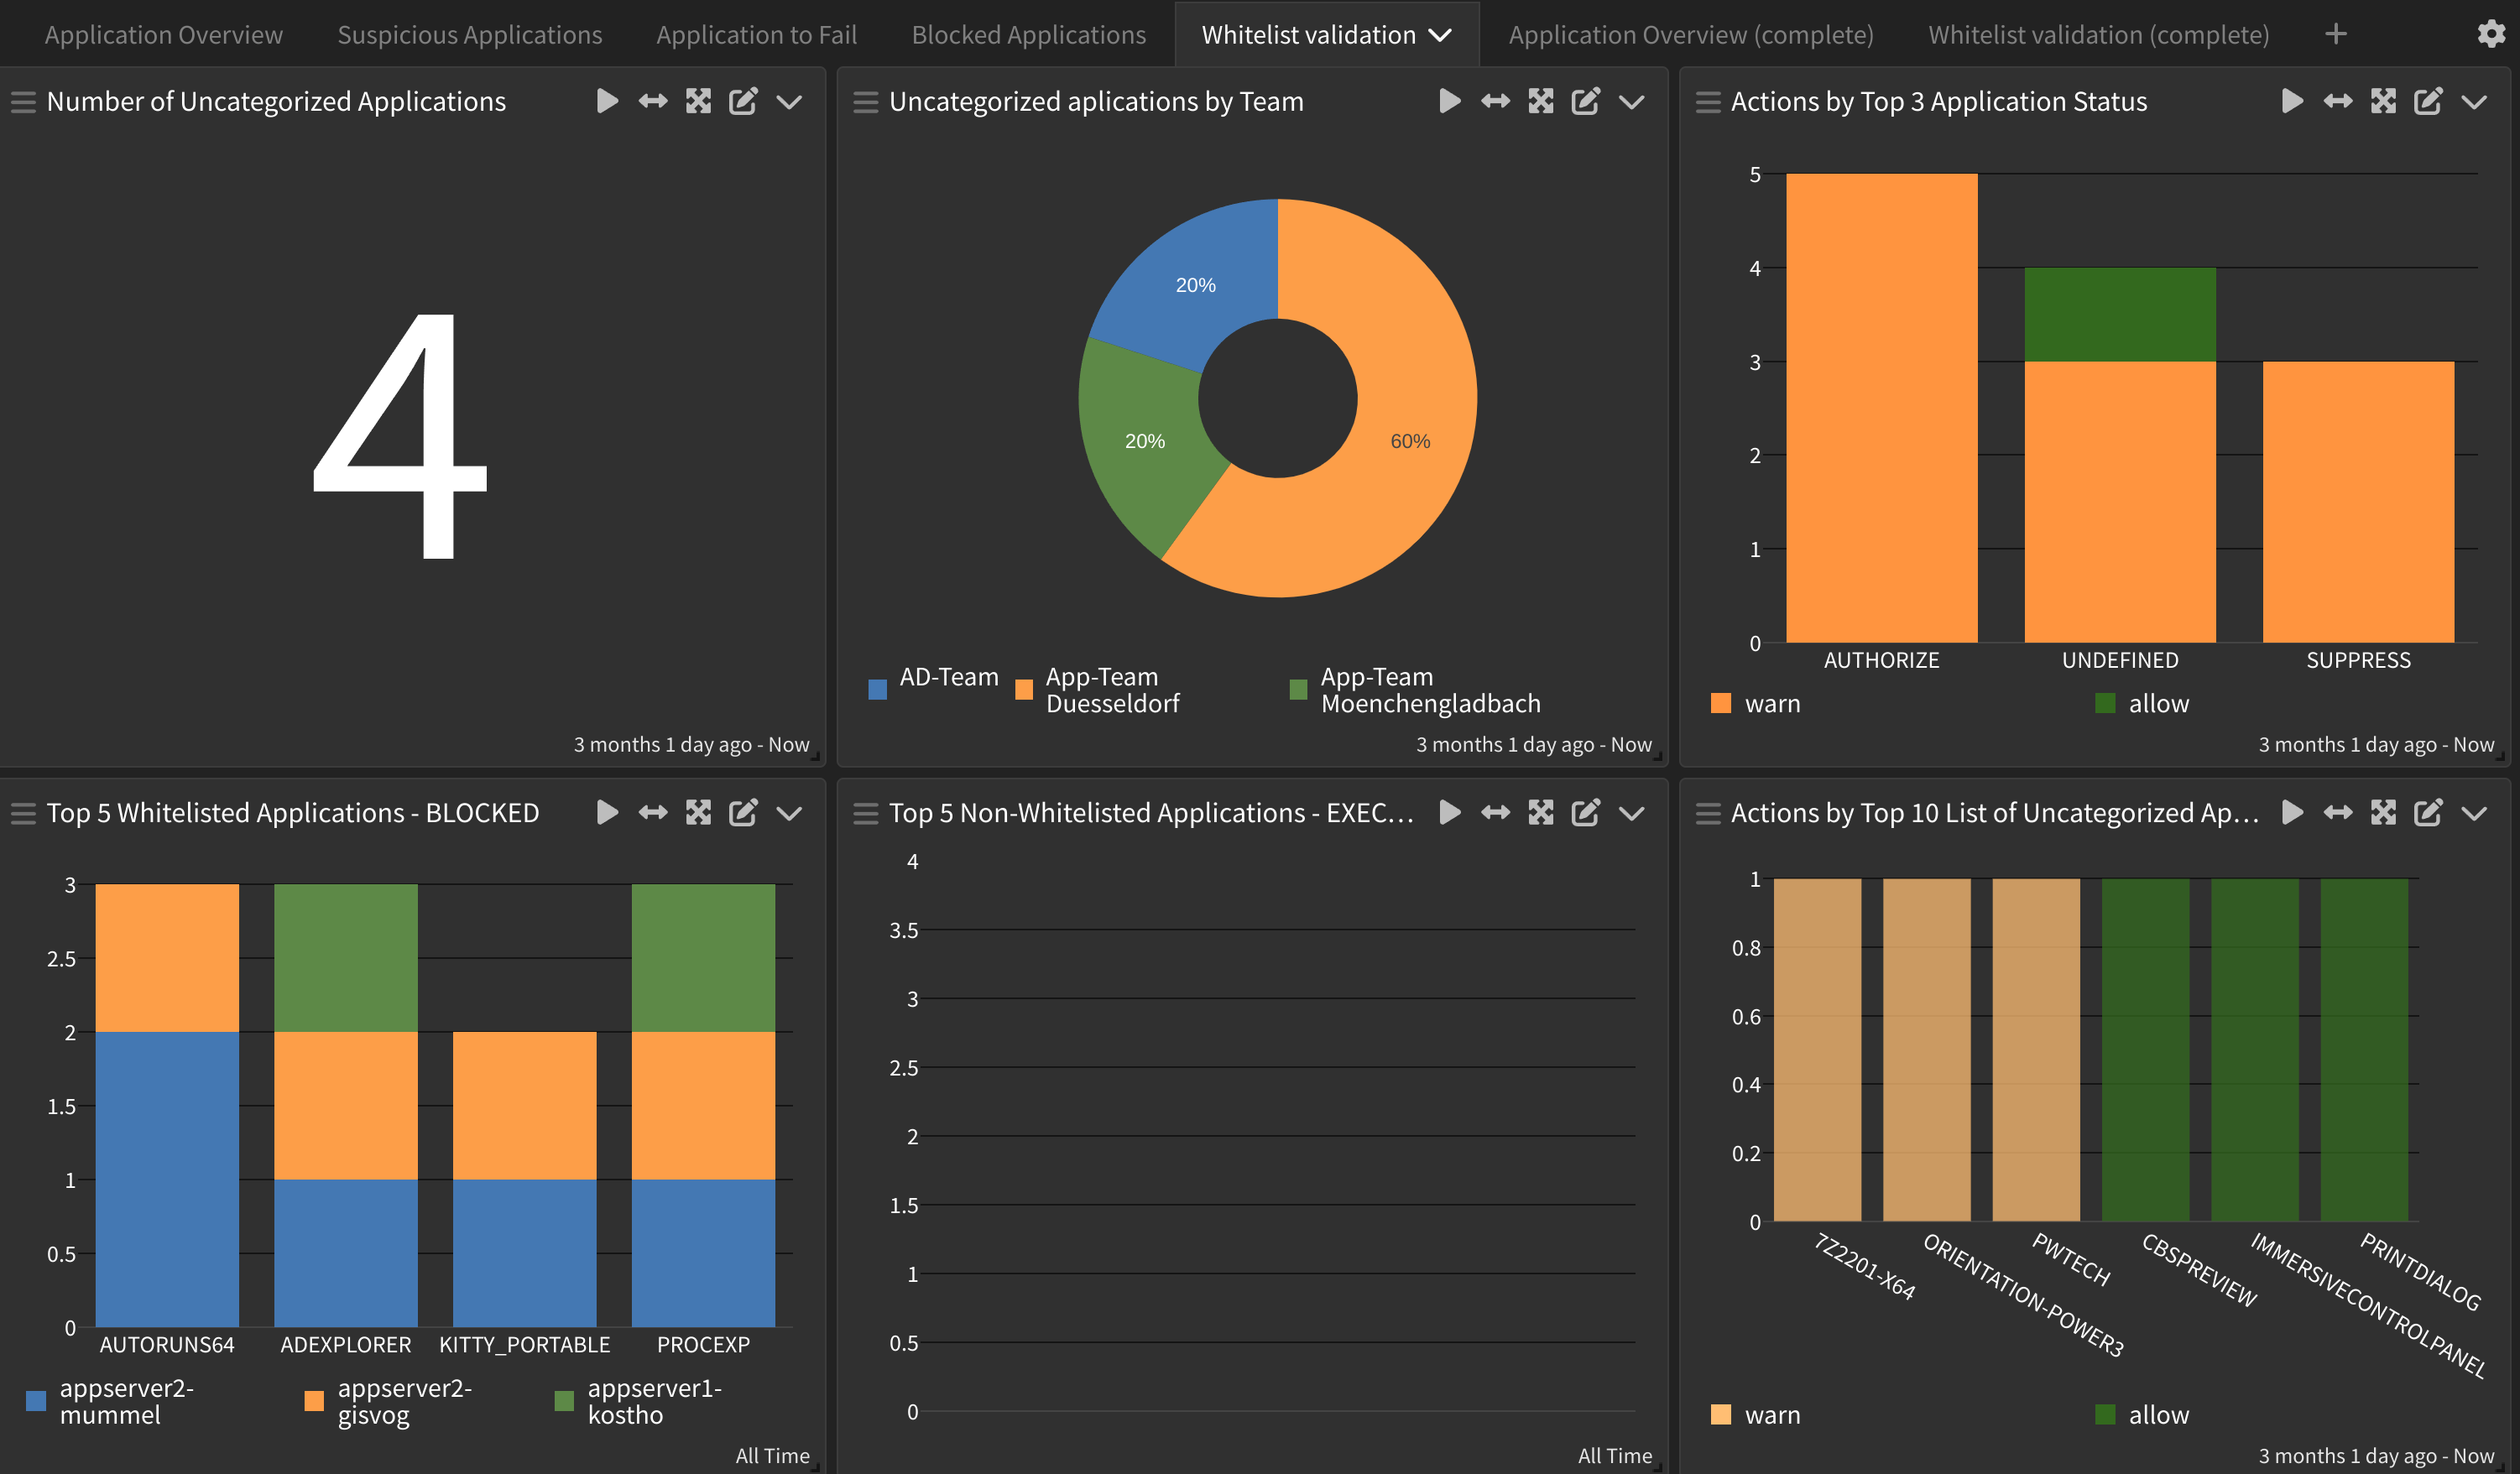 Application Overview Suspicious Applications Application to Fail Blocked Applications Whitelist validation Application Overview (complete) Whitelist validation (complete) +
Number of Uncategorized Applications
4
3 months 1 day ago - Now
Uncategorized aplications by Team
20%
20%
60%
AD-Team
App-Team
Duesseldorf
App-Team
Moenchengladbach
3 months 1 day ago - Now
Actions by Top 3 Application Status
5
4
3
2
1
0
AUTHORIZE UNDEFINED SUPPRESS
warn allow
3 months 1 day ago - Now
Top 5 Whitelisted Applications - BLOCKED
3
2.5
2
1.5
1
0.5
0
AUTORUNS64 ADEXPLORER KITTY_PORTABLE PROCEXP
appserver2-
mummel
appserver2-
gisvog
appserver1-
kostho
All Time
Top 5 Non-Whitelisted Applications - EXEC...
4
3.5
3
2.5
2
1.5
1
0.5
0
All Time
Actions by Top 10 List of Uncategorized Ap...
1
0.8
0.6
0.4
0.2
0
7Z2201-X64
ORIENTATION-POWER3
PWTECH
CBSPREVIEW
IMMERSIVECONTROLPANEL
PRINTDIALOG
warn allow
3 months 1 day ago - Now